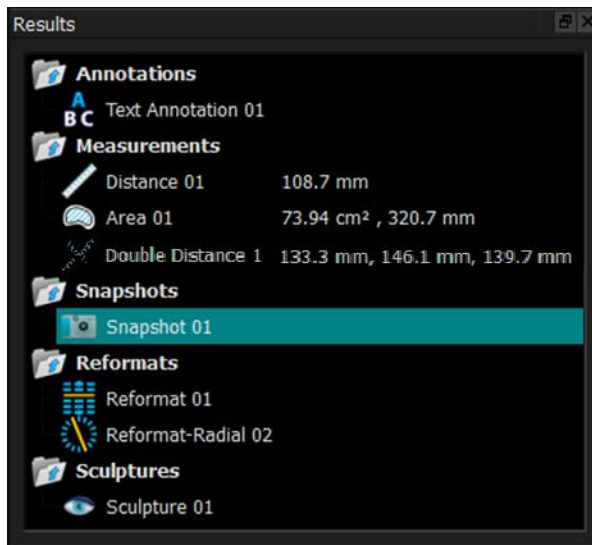 Results
Annotations
A
B C Text Annotation 01
Measurements
Distance 01 108.7 mm
Area 01 73.94 cm² , 320.7 mm
Double Distance 1 133.3 mm, 146.1 mm, 139.7 mm
Snapshots
Snapshot 01
Reformats
Reformat 01
Reformat-Radial 02
Sculptures
Sculpture 01